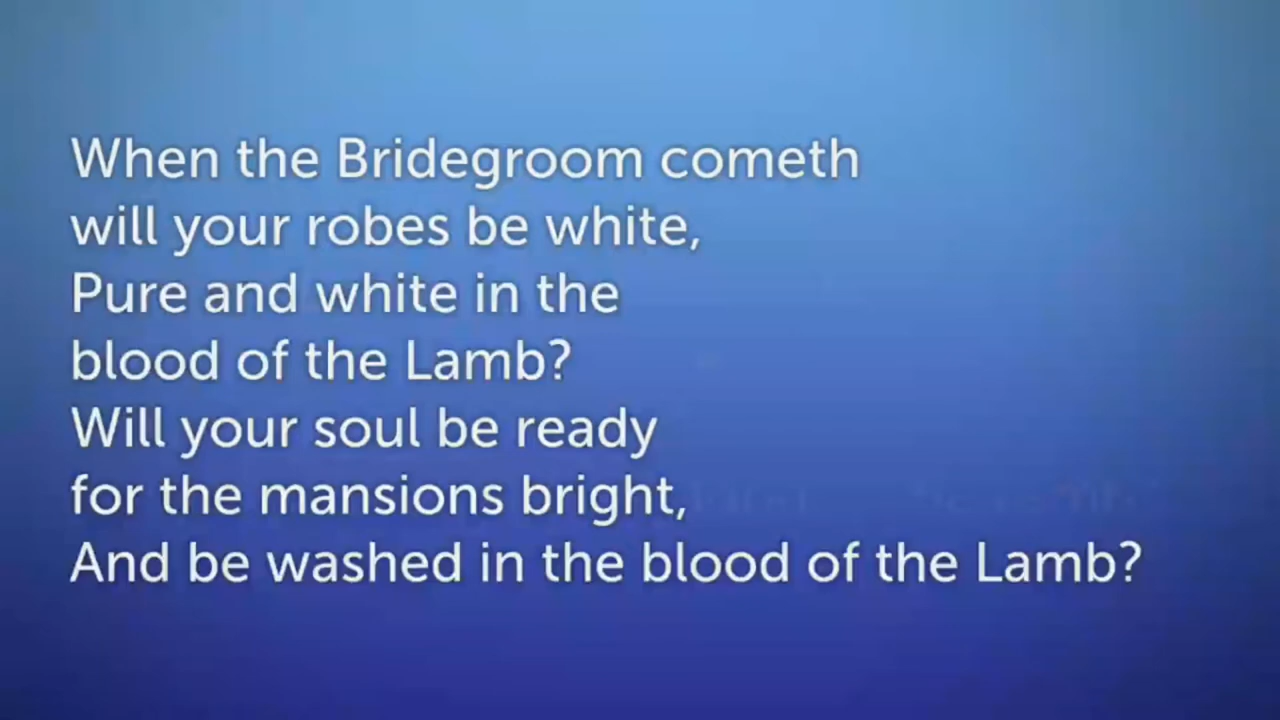 When the Bridegroom cometh
will your robes be white,
Pure and white in the
blood of the Lamb?
Will your soul be ready
for the mansions bright,
And be washed in the blood of the Lamb?